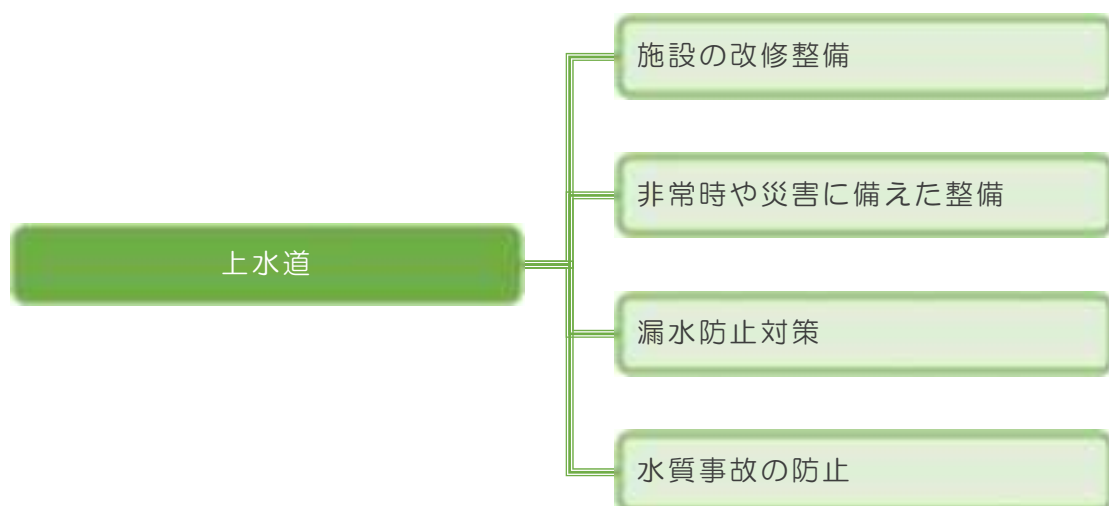 施設の改修整備
非常時や災害に備えた整備
上水道
漏水防止対策
水質事故の防止